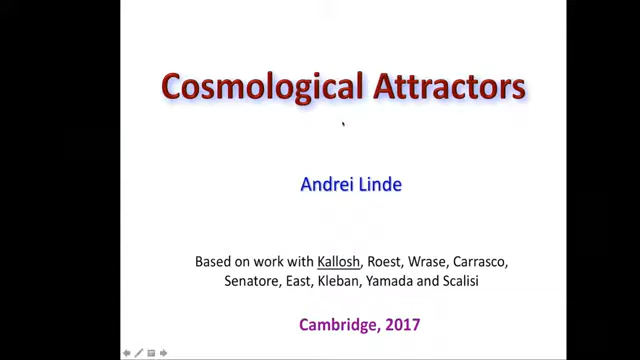 Cosmological Attractors
Andrei Linde
Based on work with Kallosh, Roest, Wrase, Carrasco,
Senatore, East, Kleban, Yamada and Scalisi
Cambridge, 2017